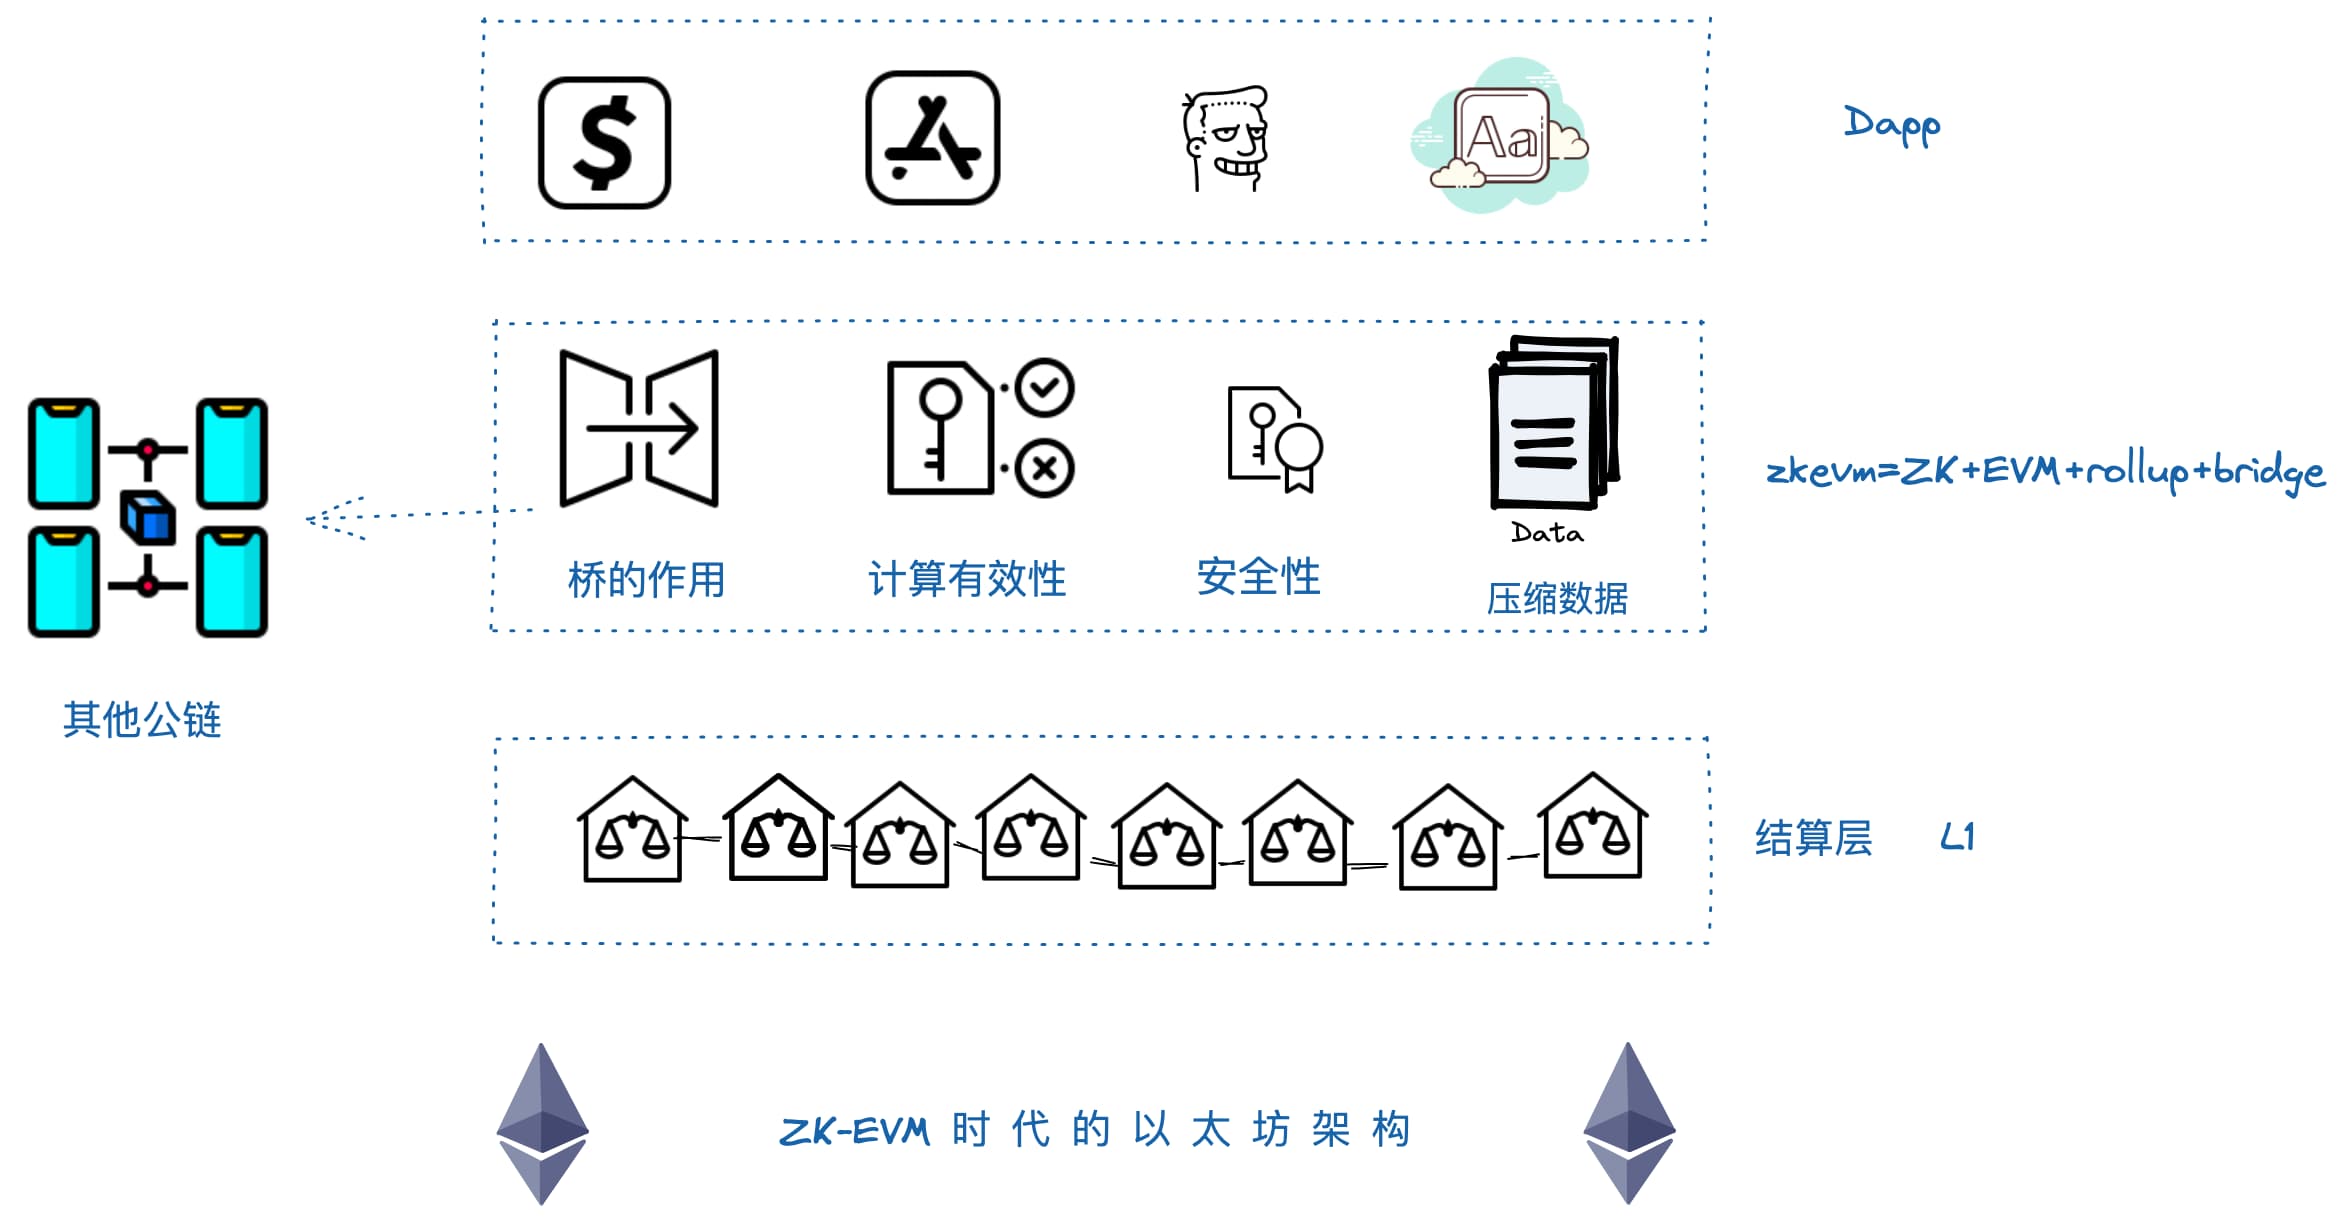 Aa
Dapp
zkevm=ZK+EVM+rollup+bridge
Data
桥的作用
计算有效性
安全性
压缩数据
其他公链
结算层 L1
ZK-EVM 时代的以太坊架构